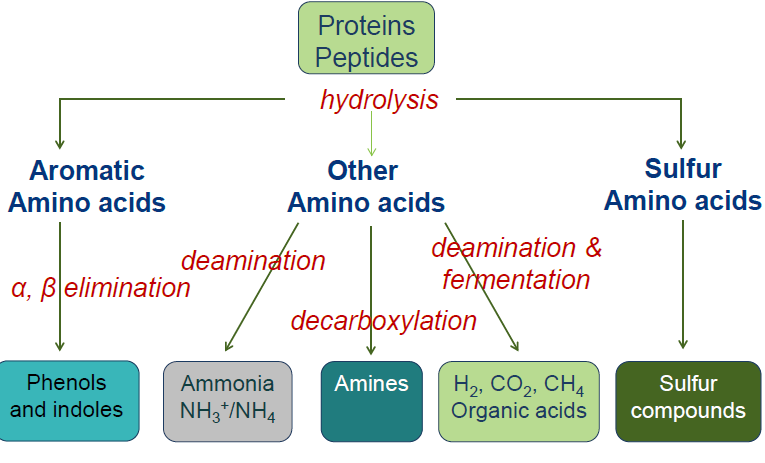 Proteins
Peptides
hydrolysis
Aromatic
Amino acids
Other
Amino acids
Sulfur
Amino acids
α, β elimination
deamination
decarboxylation
deamination &
fermentation
Phenols
and indoles
Ammonia
NH₃⁺/NH₄
Amines
H₂, CO₂, CH₄
Organic acids
Sulfur
compounds